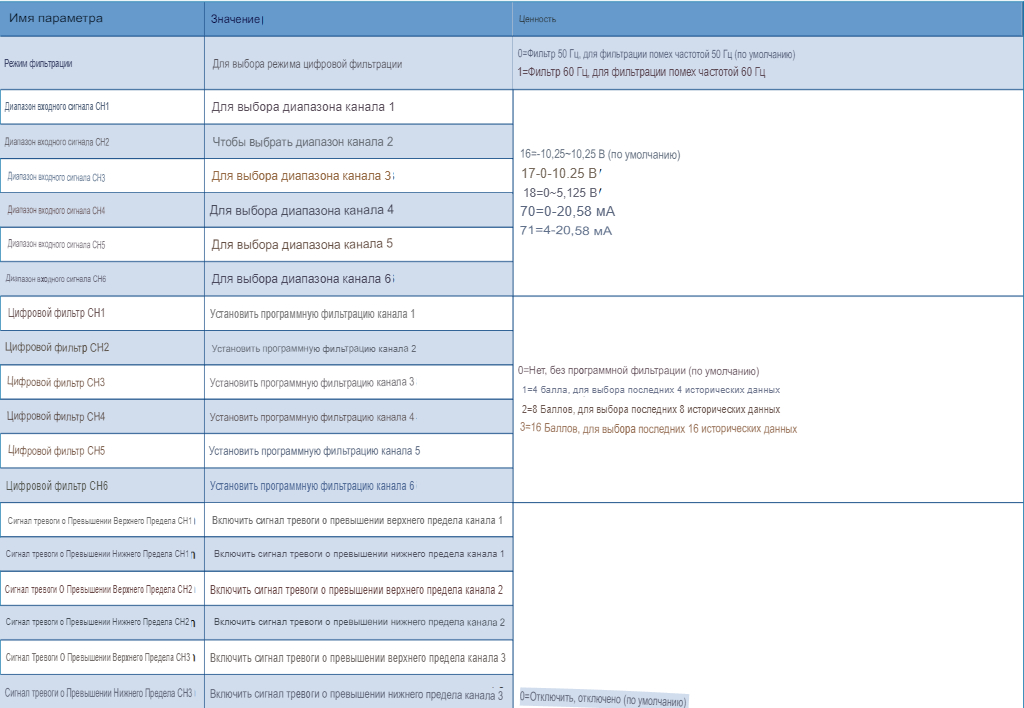 Имя параметра
Значение
Ценность
Режим фильтрации
Для выбора режима цифровой фильтрации
0=Фильтр 50 Гц, для фильтрации помех частотой 50 Гц (по умолчанию)
1=Фильтр 60 Гц, для фильтрации помех частотой 60 Гц
Диапазон входного сигнала CH1
Для выбора диапазона канала 1
Диапазон входного сигнала CH2
Чтобы выбрать диапазон канала 2
Диапазон входного сигнала CH3
Для выбора диапазона канала 3
Диапазон входного сигнала CH4
Для выбора диапазона канала 4
Диапазон входного сигнала CH5
Для выбора диапазона канала 5
Диапазон входного сигнала CH6
Для выбора диапазона канала 6
16=-10,25~10,25 В (по умолчанию)
17-0-10.25 В
18=0~5,125 В
70=0-20,58 мА
71=4-20,58 мА
Цифровой фильтр CH1
Установить программную фильтрацию канала 1
Цифровой фильтр CH2
Установить программную фильтрацию канала 2
Цифровой фильтр CH3
Установить программную фильтрацию канала 3
Цифровой фильтр CH4
Установить программную фильтрацию канала 4
Цифровой фильтр CH5
Установить программную фильтрацию канала 5
Цифровой фильтр CH6
Установить программную фильтрацию канала 6
0=Нет, без программной фильтрации (по умолчанию)
1=4 балла, для выбора последних 4 исторических данных
2=8 Баллов, для выбора последних 8 исторических данных
3=16 Баллов, для выбора последних 16 исторических данных
Сигнал тревоги о Превышении Верхнего Предела CH1
Включить сигнал тревоги о превышении верхнего предела канала 1
Сигнал тревоги о Превышении Нижнего Предела CH1
Включить сигнал тревоги о превышении нижнего предела канала 1
Сигнал тревоги О Превышении Верхнего Предела CH2
Включить сигнал тревоги о превышении верхнего предела канала 2
Сигнал тревоги о Превышении Нижнего Предела CH2
Включить сигнал тревоги о превышении нижнего предела канала 2
Сигнал Тревоги О Превышении Верхнего Предела CH3
Включить сигнал тревоги о превышении верхнего предела канала 3
Сигнал тревоги о Превышении Нижнего Предела CH3
Включить сигнал тревоги о превышении нижнего предела канала 3
0=Отключить, отключено (по умолчанию)